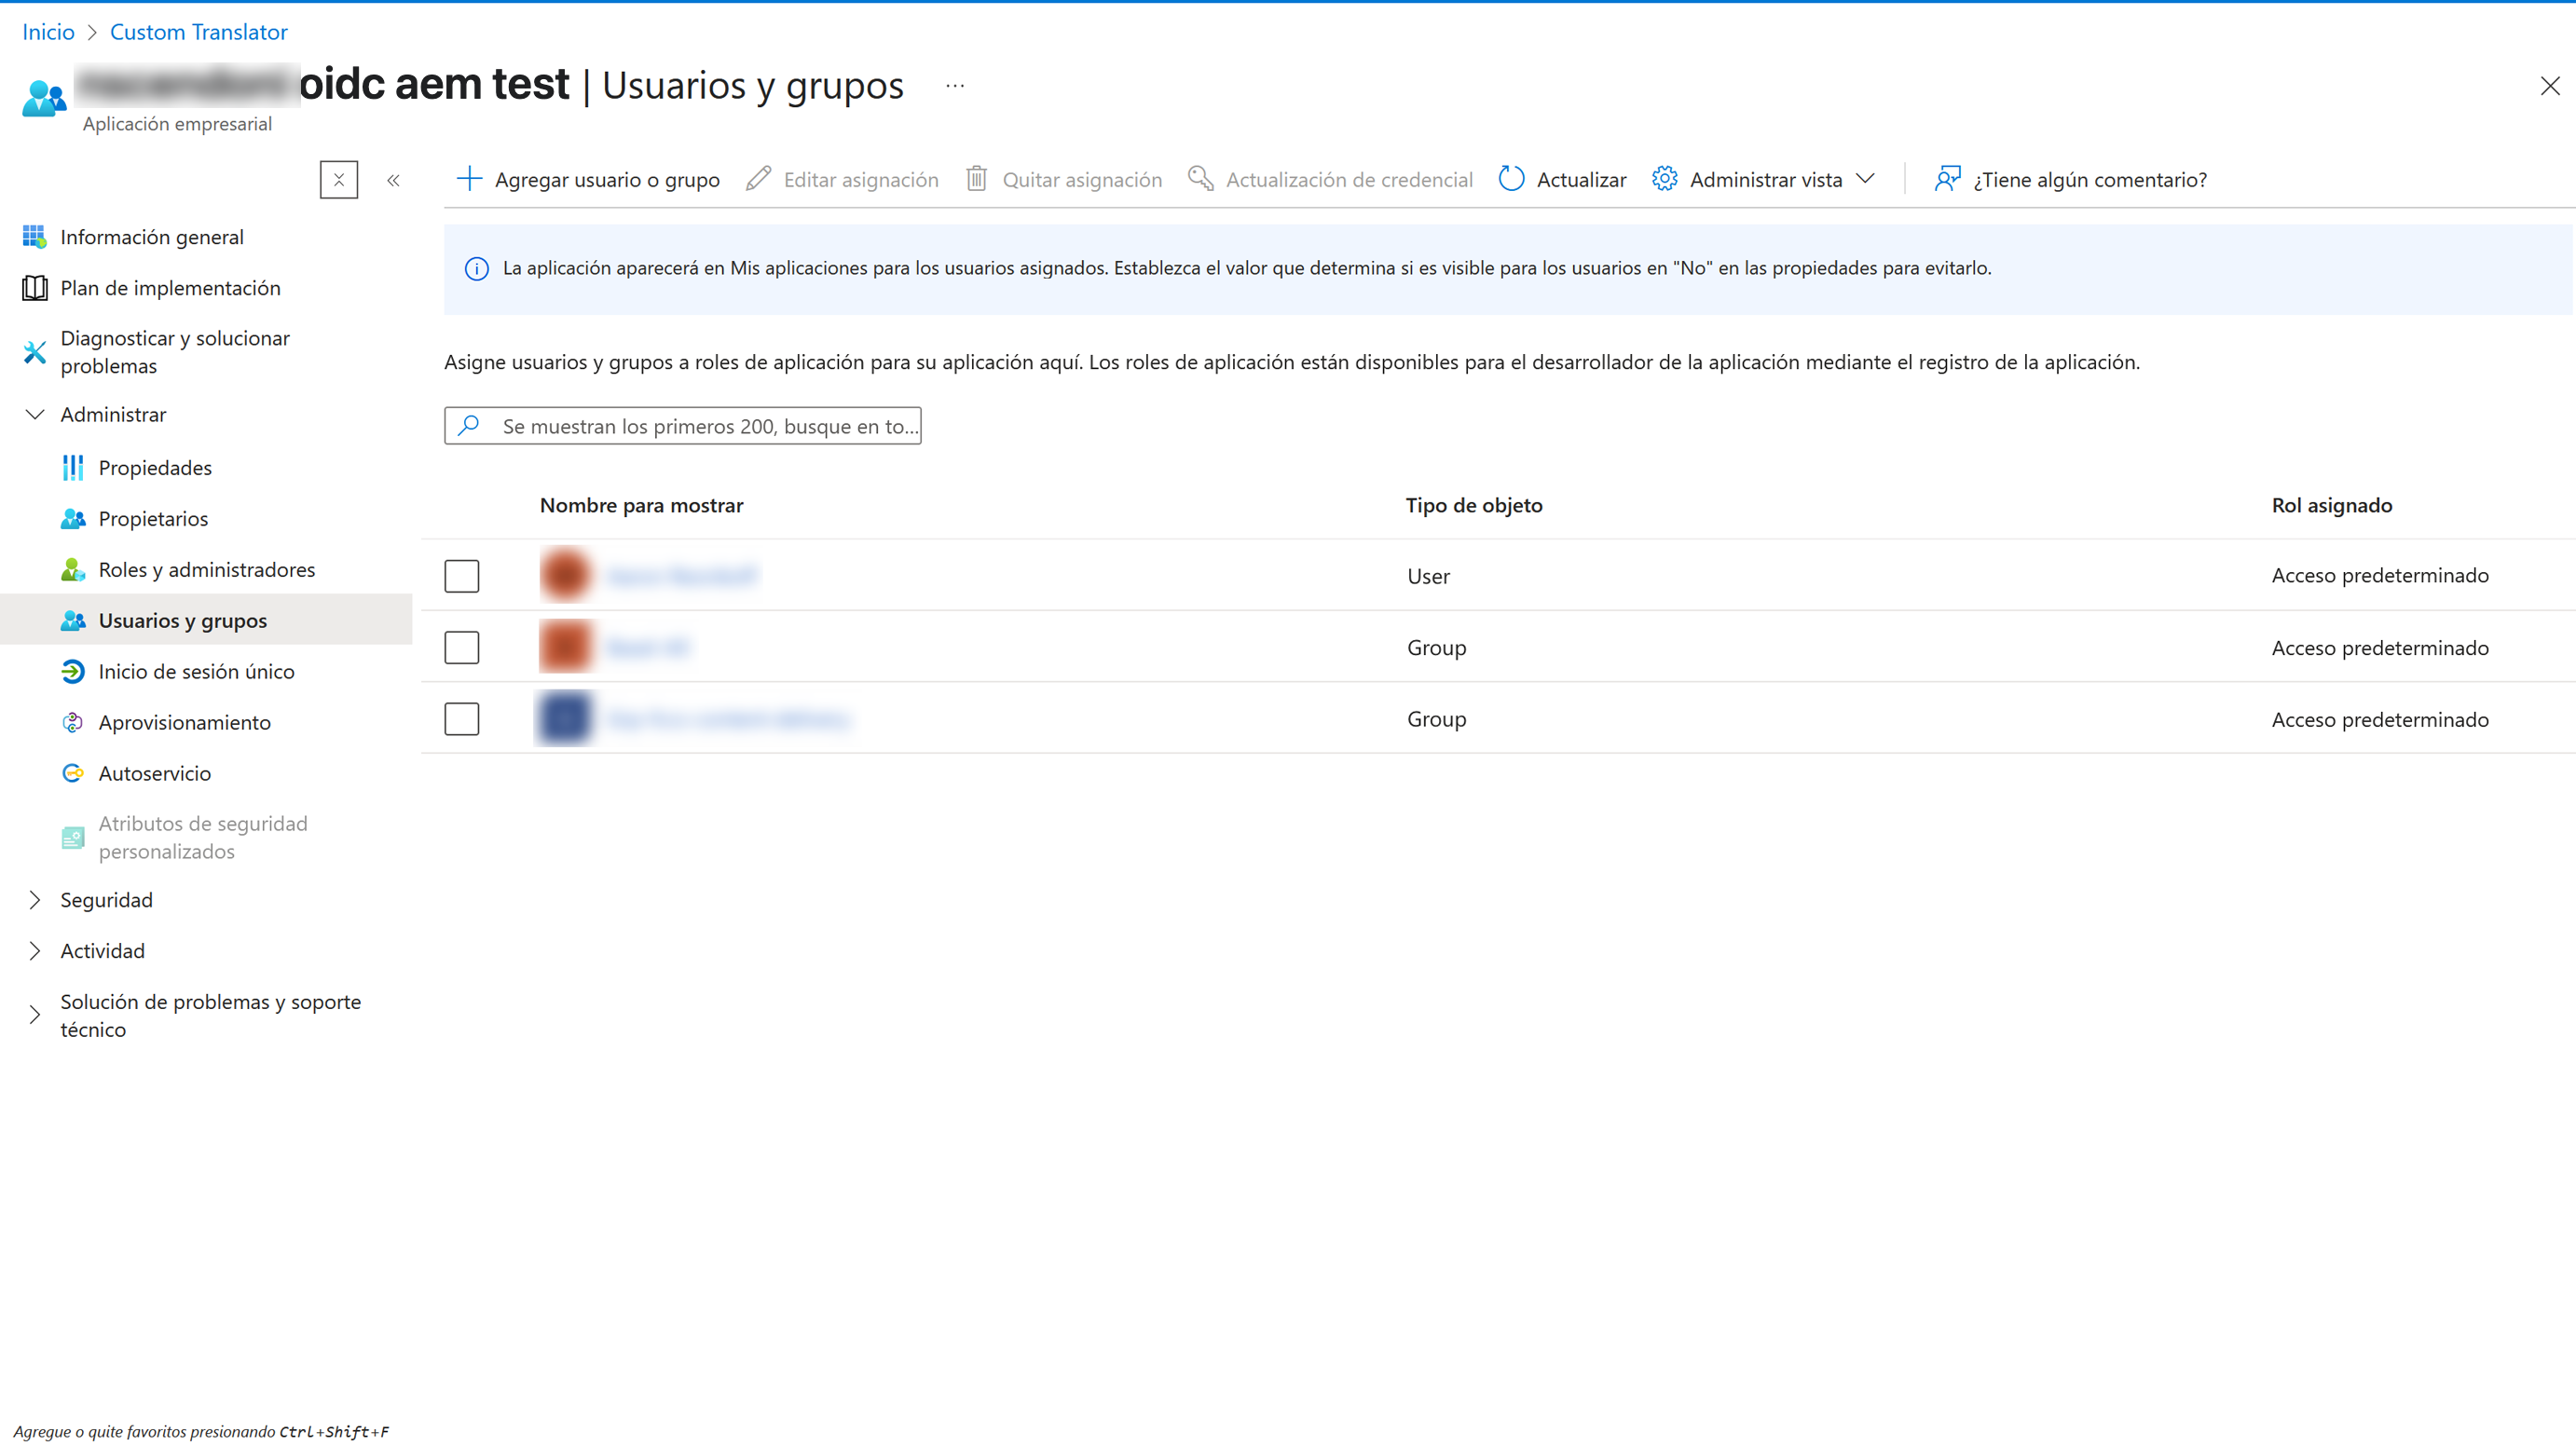 Inicio > Custom Translator
oidc aem test | Usuarios y grupos ...
Aplicación empresarial
Agregar usuario o grupo
Editar asignación
Quitar asignación
Actualización de credencial
Actualizar
Administrar vista
¿Tiene algún comentario?
Información general
Plan de implementación
Diagnosticar y solucionar
problemas
Administrar
Propiedades
Propietarios
Roles y administradores
Usuarios y grupos
Inicio de sesión único
Aprovisionamiento
Autoservicio
Atributos de seguridad
personalizados
Seguridad
Actividad
Solución de problemas y soporte
técnico
La aplicación aparecerá en Mis aplicaciones para los usuarios asignados. Establezca el valor que determina si es visible para los usuarios en "No" en las propiedades para evitarlo.
Asigne usuarios y grupos a roles de aplicación para su aplicación aquí. Los roles de aplicación están disponibles para el desarrollador de la aplicación mediante el registro de la aplicación.
Se muestran los primeros 200, busque en to...
Nombre para mostrar Tipo de objeto Rol asignado
User Acceso predeterminado
Group Acceso predeterminado
Group Acceso predeterminado
Agregue o quite favoritos presionando Ctrl+Shift+F